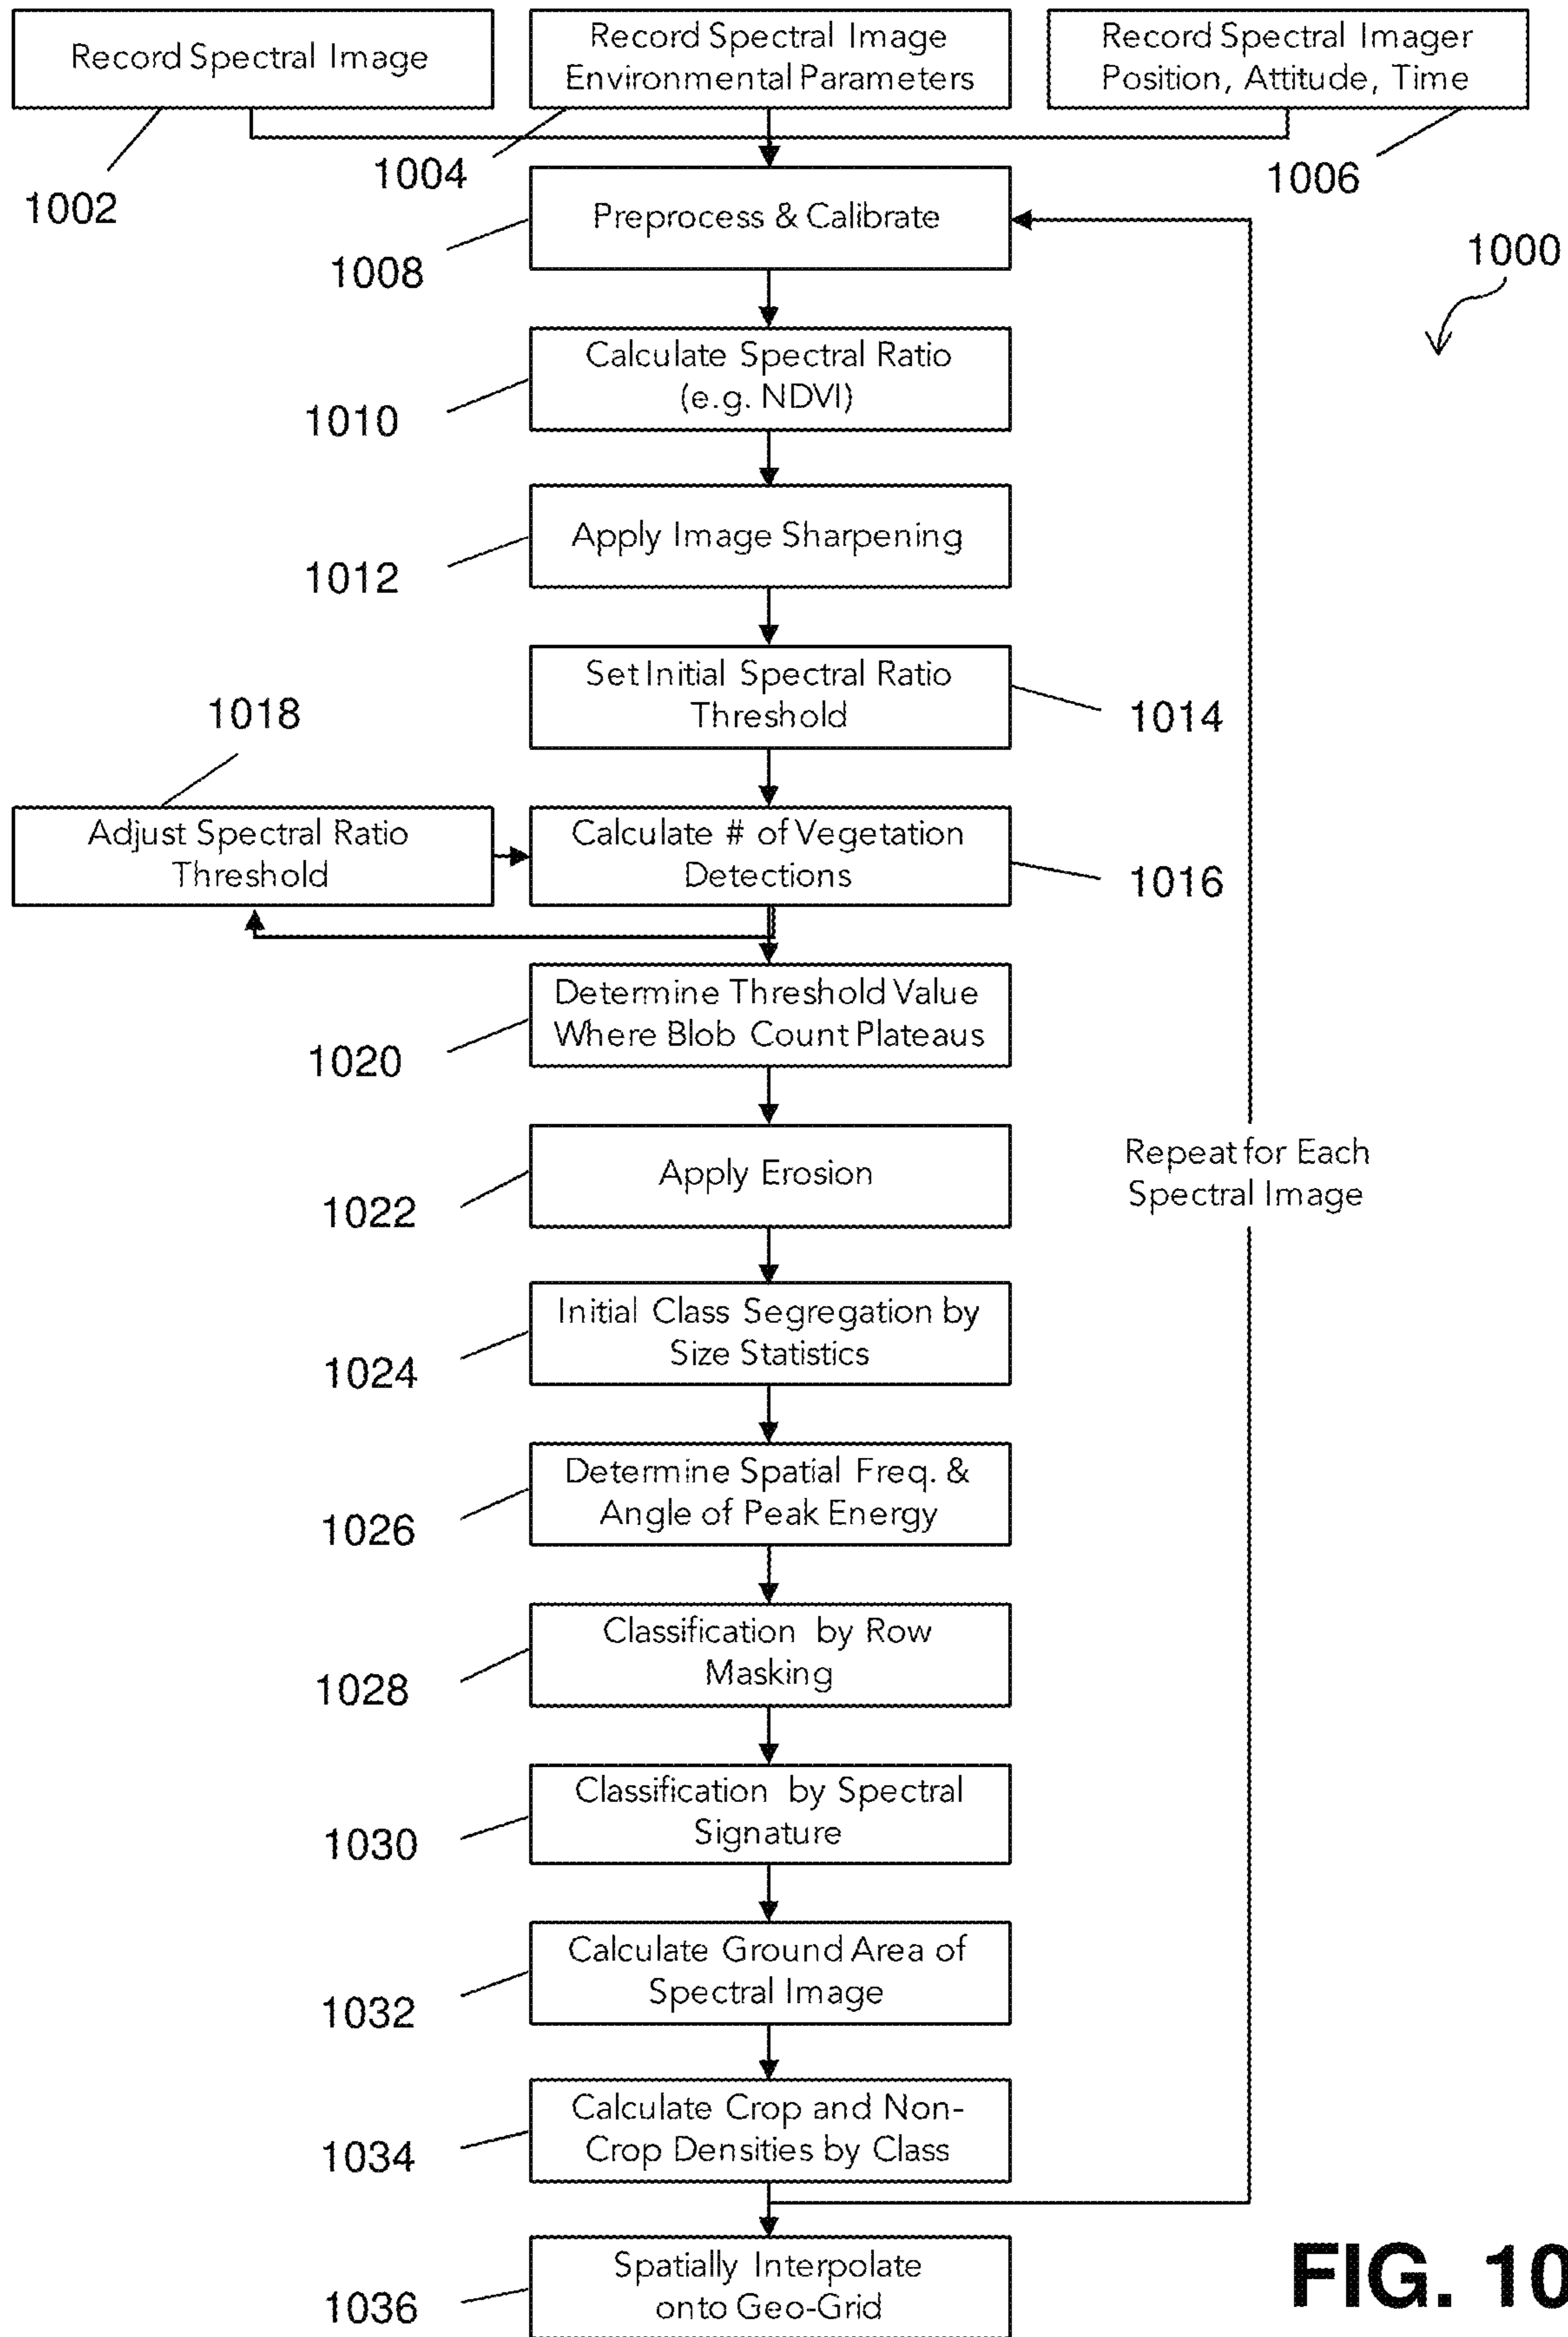 Record Spectral Image
Record Spectral Image
Environmental Parameters
Record Spectral Imager
Position, Attitude, Time
1002
1004
1006
Preprocess & Calibrate
1008
1000
Calculate Spectral Ratio
(e.g. NDVI)
1010
Apply Image Sharpening
1012
Set Initial Spectral Ratio
Threshold
1014
1018
Adjust Spectral Ratio
Threshold
Calculate # of Vegetation
Detections
1016
Determine Threshold Value
Where Blob Count Plateaus
1020
Apply Erosion
1022
Repeat for Each
Spectral Image
Initial Class Segregation by
Size Statistics
1024
Determine Spatial Freq. &
Angle of Peak Energy
1026
Classification by Row
Masking
1028
Classification by Spectral
Signature
1030
Calculate Ground Area of
Spectral Image
1032
Calculate Crop and Non-
Crop Densities by Class
1034
Spatially Interpolate
onto Geo-Grid
1036
FIG. 10